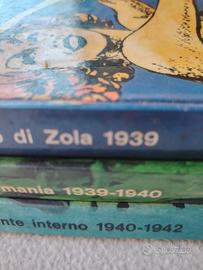 di Zola 1939
mania 1939-1940
nte interno 1940-1942